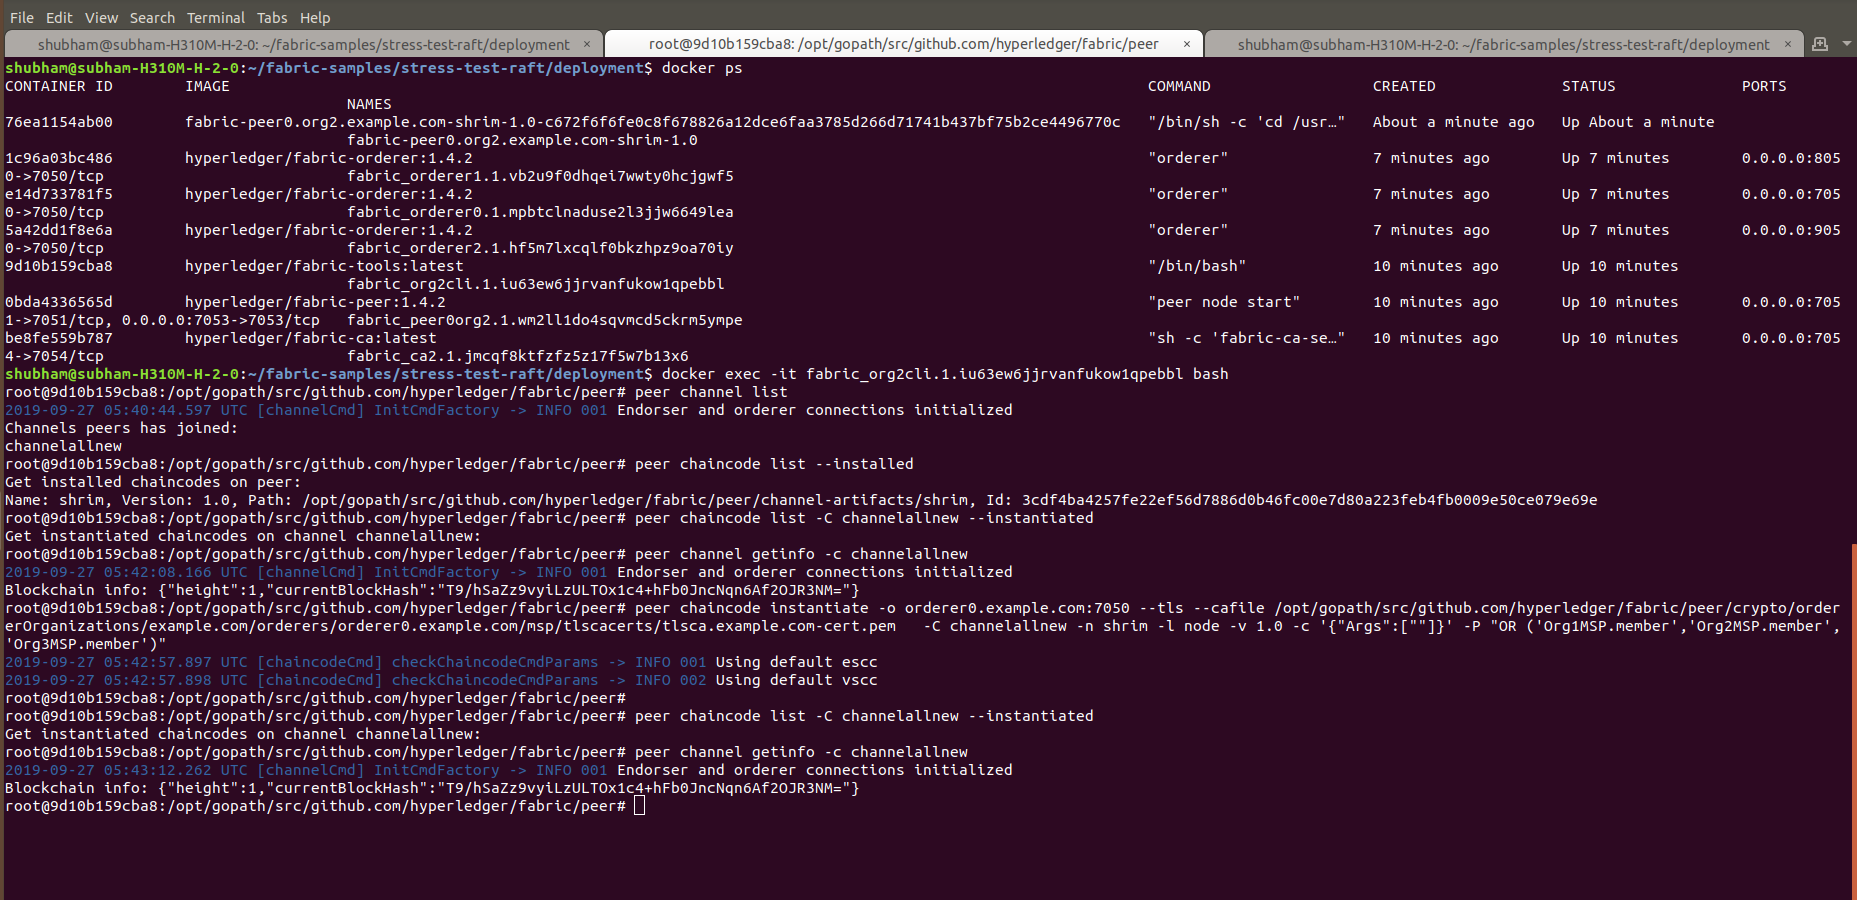 File Edit View Search Terminal Tabs Help
shubham@subham-H310M-H-2-0: ~/fabric-samples/stress-test-raft/deployment × root@9d10b159cba8: /opt/gopath/src/github.com/hyperledger/fabric/peer × shubham@subham-H310M-H-2-0: ~/fabric-samples/stress-test-raft/deployment ×
shubham@subham-H310M-H-2-0:~/fabric-samples/stress-test-raft/deployment$ docker ps
CONTAINER ID IMAGE COMMAND CREATED STATUS PORTS
NAMES
76ea1154ab00 fabric-peer0.org2.example.com-shrim-1.0-c672f6f6fe0c8f678826a12dce6faa3785d266d71741b437bf75b2ce4496770c "/bin/sh -c 'cd /usr…" About a minute ago Up About a minute
fabric-peer0.org2.example.com-shrim-1.0
1c96a03bc486 hyperledger/fabric-orderer:1.4.2 "orderer" 7 minutes ago Up 7 minutes 0.0.0.0:805
0->7050/tcp fabric_orderer1.1.vb2u9f0dhqei7wwty0hcjgwf5
e14d733781f5 hyperledger/fabric-orderer:1.4.2 "orderer" 7 minutes ago Up 7 minutes 0.0.0.0:705
0->7050/tcp fabric_orderer0.1.mpbtclnaduse2l3jjw6649lea
5a42dd1f8e6a hyperledger/fabric-orderer:1.4.2 "orderer" 7 minutes ago Up 7 minutes 0.0.0.0:905
0->7050/tcp fabric_orderer2.1.hf5m7lxcqlf0bkzhpz9oa70iy
9d10b159cba8 hyperledger/fabric-tools:latest "/bin/bash" 10 minutes ago Up 10 minutes
fabric_org2cli.1.iu63ew6jjrvanfukow1qpebbl
0bda4336565d hyperledger/fabric-peer:1.4.2 "peer node start" 10 minutes ago Up 10 minutes 0.0.0.0:705
1->7051/tcp, 0.0.0.0:7053->7053/tcp fabric_peer0org2.1.wm2ll1do4sqvmcd5ckrm5ympe
be8fe559b787 hyperledger/fabric-ca:latest "sh -c 'fabric-ca-se…" 10 minutes ago Up 10 minutes 0.0.0.0:705
4->7054/tcp fabric_ca2.1.jmcqf8ktfzfz5z17f5w7b13x6
shubham@subham-H310M-H-2-0:~/fabric-samples/stress-test-raft/deployment$ docker exec -it fabric_org2cli.1.iu63ew6jjrvanfukow1qpebbl bash
root@9d10b159cba8:/opt/gopath/src/github.com/hyperledger/fabric/peer# peer channel list
2019-09-27 05:40:44.597 UTC [channelCmd] InitCmdFactory -> INFO 001 Endorser and orderer connections initialized
Channels peers has joined:
channelallnew
root@9d10b159cba8:/opt/gopath/src/github.com/hyperledger/fabric/peer# peer chaincode list --installed
Get installed chaincodes on peer:
Name: shrim, Version: 1.0, Path: /opt/gopath/src/github.com/hyperledger/fabric/peer/channel-artifacts/shrim, Id: 3cdf4ba4257fe22ef56d7886d0b46fc00e7d80a223feb4fb0009e50ce079e69e
root@9d10b159cba8:/opt/gopath/src/github.com/hyperledger/fabric/peer# peer chaincode list -C channelallnew --instantiated
Get instantiated chaincodes on channel channelallnew:
root@9d10b159cba8:/opt/gopath/src/github.com/hyperledger/fabric/peer# peer channel getinfo -c channelallnew
2019-09-27 05:42:08.166 UTC [channelCmd] InitCmdFactory -> INFO 001 Endorser and orderer connections initialized
Blockchain info: {"height":1,"currentBlockHash":"T9/hSaZz9vyiLzULTOx1c4+hFb0JncNqn6Af2OJR3NM="}
root@9d10b159cba8:/opt/gopath/src/github.com/hyperledger/fabric/peer# peer chaincode instantiate -o orderer0.example.com:7050 --tls --cafile /opt/gopath/src/github.com/hyperledger/fabric/peer/crypto/order
erOrganizations/example.com/orderers/orderer0.example.com/msp/tlscacerts/tlsca.example.com-cert.pem -C channelallnew -n shrim -l node -v 1.0 -c '{"Args":[""]}' -P "OR ('Org1MSP.member','Org2MSP.member',
'Org3MSP.member')"
2019-09-27 05:42:57.897 UTC [chaincodeCmd] checkChaincodeCmdParams -> INFO 001 Using default escc
2019-09-27 05:42:57.898 UTC [chaincodeCmd] checkChaincodeCmdParams -> INFO 002 Using default vscc
root@9d10b159cba8:/opt/gopath/src/github.com/hyperledger/fabric/peer#
root@9d10b159cba8:/opt/gopath/src/github.com/hyperledger/fabric/peer# peer chaincode list -C channelallnew --instantiated
Get instantiated chaincodes on channel channelallnew:
root@9d10b159cba8:/opt/gopath/src/github.com/hyperledger/fabric/peer# peer channel getinfo -c channelallnew
2019-09-27 05:43:12.262 UTC [channelCmd] InitCmdFactory -> INFO 001 Endorser and orderer connections initialized
Blockchain info: {"height":1,"currentBlockHash":"T9/hSaZz9vyiLzULTOx1c4+hFb0JncNqn6Af2OJR3NM="}
root@9d10b159cba8:/opt/gopath/src/github.com/hyperledger/fabric/peer#